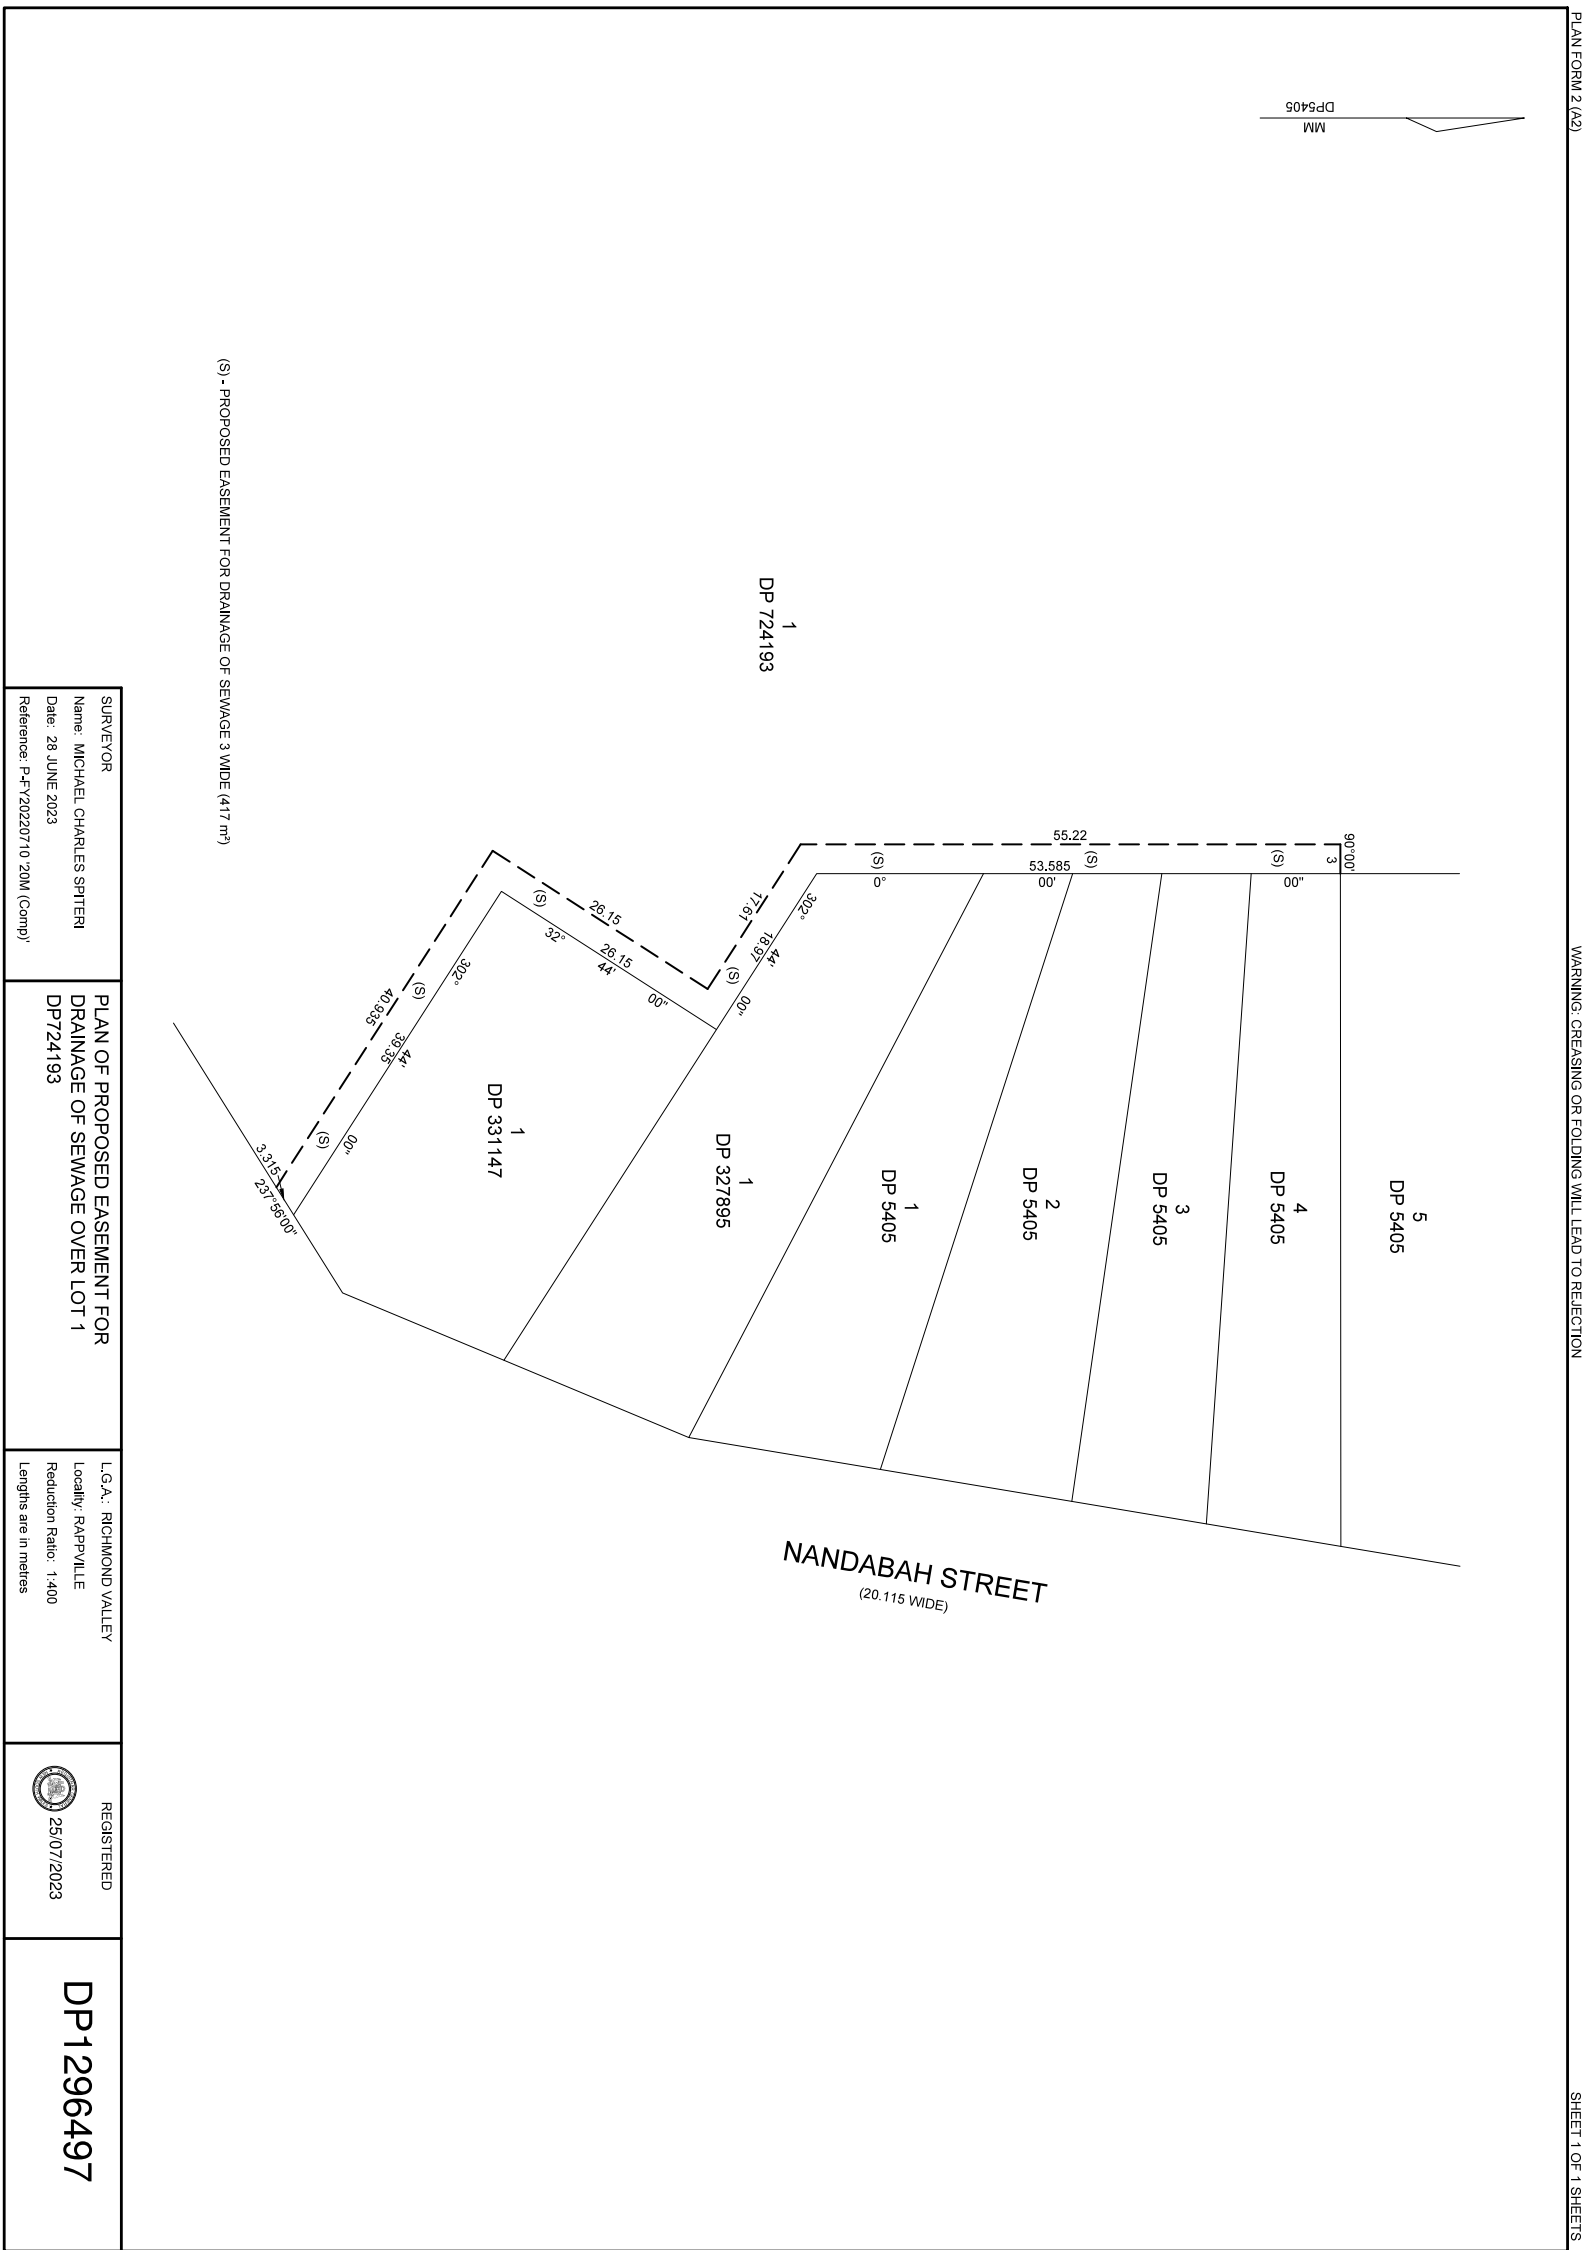 PLAN FORM 2 (A2)
WARNING: CREASING OR FOLDING WILL LEAD TO REJECTION
SHEET 1 OF 1 SHEETS
MM
DP5405
5
DP 5405
4
DP 5405
3
DP 5405
2
DP 5405
1
DP 5405
1
DP 327895
1
DP 331147
1
DP 724193
90°00'
3
(S)
55.22
(S)
53.585
0° 00' 00"
(S)
17.61
302° 44' 00"
18.97
(S)
26.15
26.15
32° 44' 00"
(S)
302° 44' 00"
(S)
40.935
39.35
(S)
3.315
237°56'00"
NANDABAH STREET
(20.115 WIDE)
(S) - PROPOSED EASEMENT FOR DRAINAGE OF SEWAGE 3 WIDE (417 m²)
SURVEYOR
Name: MICHAEL CHARLES SPITERI
Date: 28 JUNE 2023
Reference: P-FY20220710 '20M (Comp)'
PLAN OF PROPOSED EASEMENT FOR
DRAINAGE OF SEWAGE OVER LOT 1
DP724193
L.G.A.: RICHMOND VALLEY
Locality: RAPPVILLE
Reduction Ratio: 1:400
Lengths are in metres
REGISTERED
25/07/2023
DP1296497